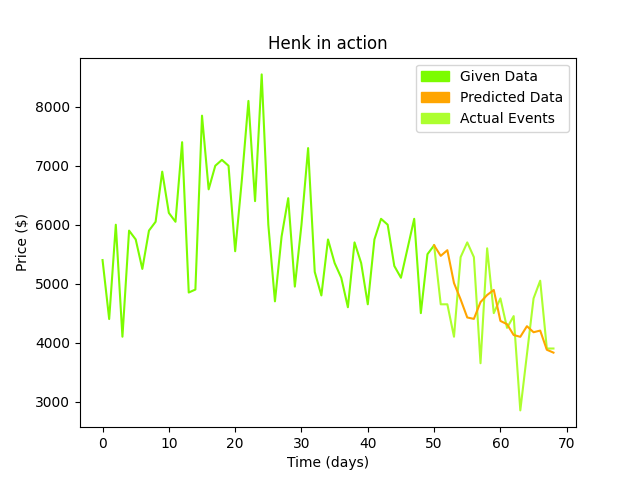 Henk in action
Given Data
Predicted Data
Actual Events
Price ($)
8000
7000
6000
5000
4000
3000
0 10 20 30 40 50 60 70
Time (days)